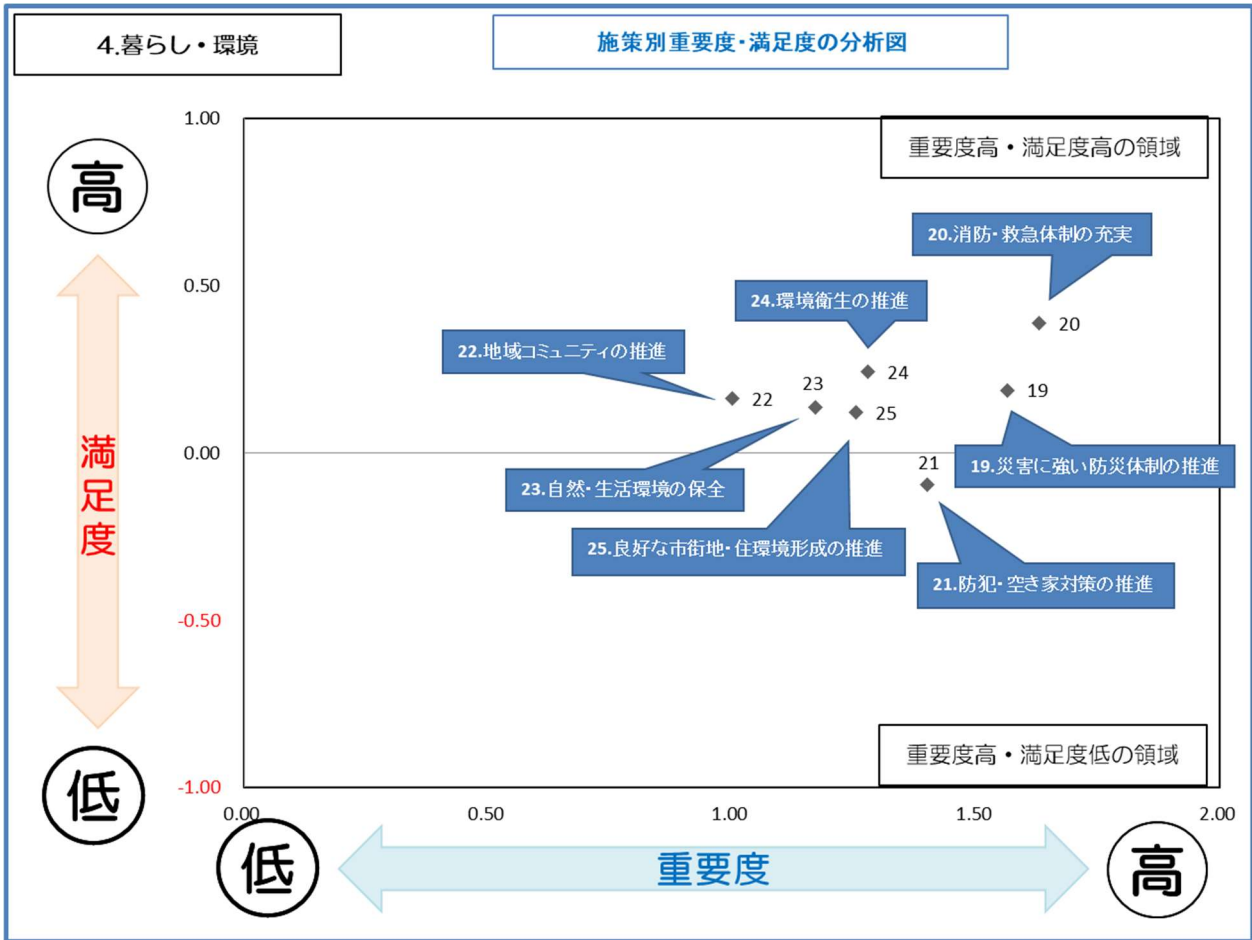 4.暮らし・環境
施策別重要度・満足度の分析図
1.00
重要度高・満足度高の領域
高
20.消防・救急体制の充実
0.50
24.環境衛生の推進
20
22.地域コミュニティの推進
24
23
19
22
25
満足度
0.00
21
19.災害に強い防災体制の推進
23.自然・生活環境の保全
25.良好な市街地・住環境形成の推進
21.防犯・空き家対策の推進
-0.50
重要度高・満足度低の領域
低
-1.00
0.00
0.50
1.00
1.50
2.00
低
重要度
高